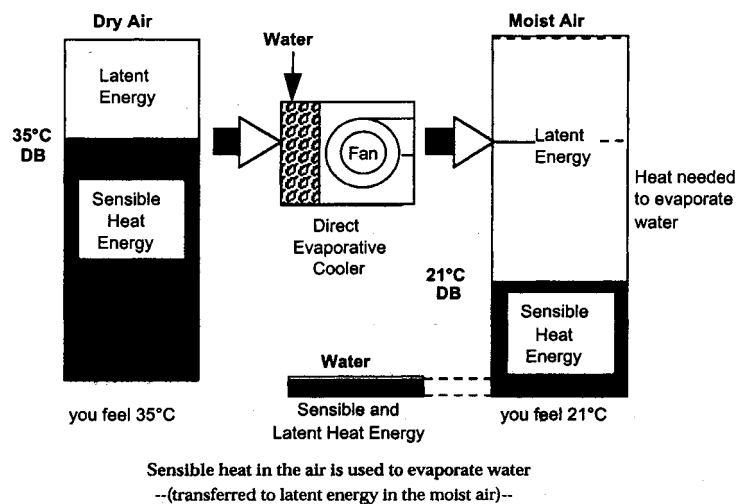 Dry Air
Latent
Energy
35°C
DB
Sensible
Heat
Energy
you feel 35°C
Water
Fan
Direct
Evaporative
Cooler
Water
Sensible and
Latent Heat Energy
Moist Air
Latent
Energy
Heat needed
to evaporate
water
21°C
DB
Sensible
Heat
Energy
you feel 21°C
Sensible heat in the air is used to evaporate water
--(transferred to latent energy in the moist air)--